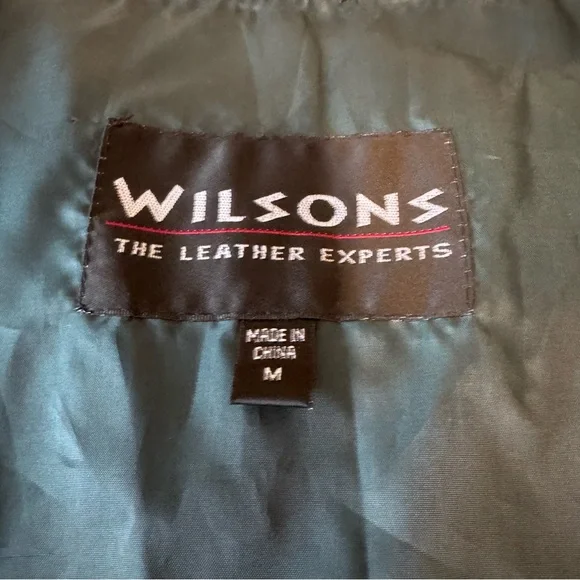 WILSONS
THE LEATHER EXPERTS
MADE IN
CHINA
M